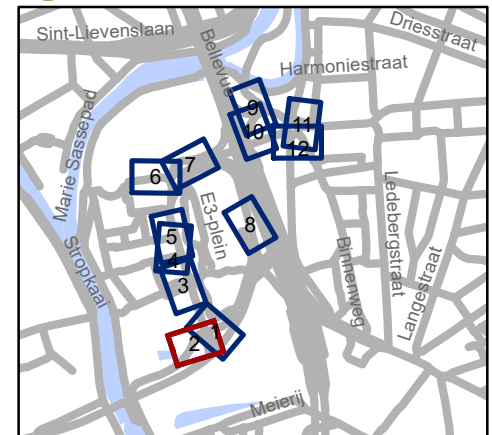 Sint-Lievenslaan
Bellevue
Driesstraat
Harmoniestraat
Marie Sassepad
9
10
11
12
7
6
Ledebergstraat
E3-plein
8
5
Stropkaai
4
Binnenweg
Langestraat
3
1
2
Meierij